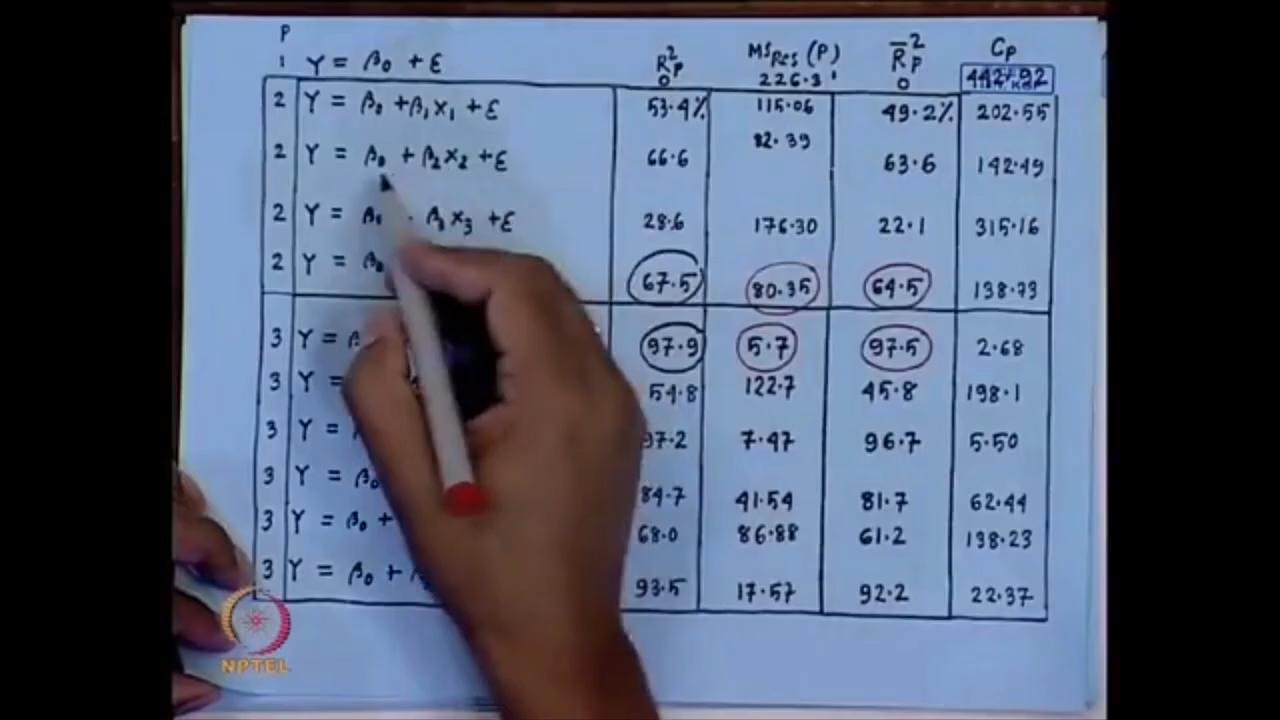 P R²p MSRes (P) R̄²p Cp
1 Y = β₀ + ε 0 226.3 0 442.92
2 Y = β₀ + β₁x₁ + ε 53.4% 115.06 49.2% 202.55
2 Y = β₀ + β₂x₂ + ε 66.6 82.39 63.6 142.49
2 Y = β₀ β₃x₃ + ε 28.6 176.30 22.1 315.16
2 Y = β₀ 67.5 80.35 64.5 138.73
3 Y = β 97.9 5.7 97.5 2.68
3 Y = 54.8 122.7 45.8 198.1
3 Y = 97.2 7.47 96.7 5.50
3 Y = β₀ 84.7 41.54 81.7 62.44
3 Y = β₀ + 68.0 86.88 61.2 138.23
3 Y = β₀ + 93.5 17.57 92.2 22.37
NPTEL